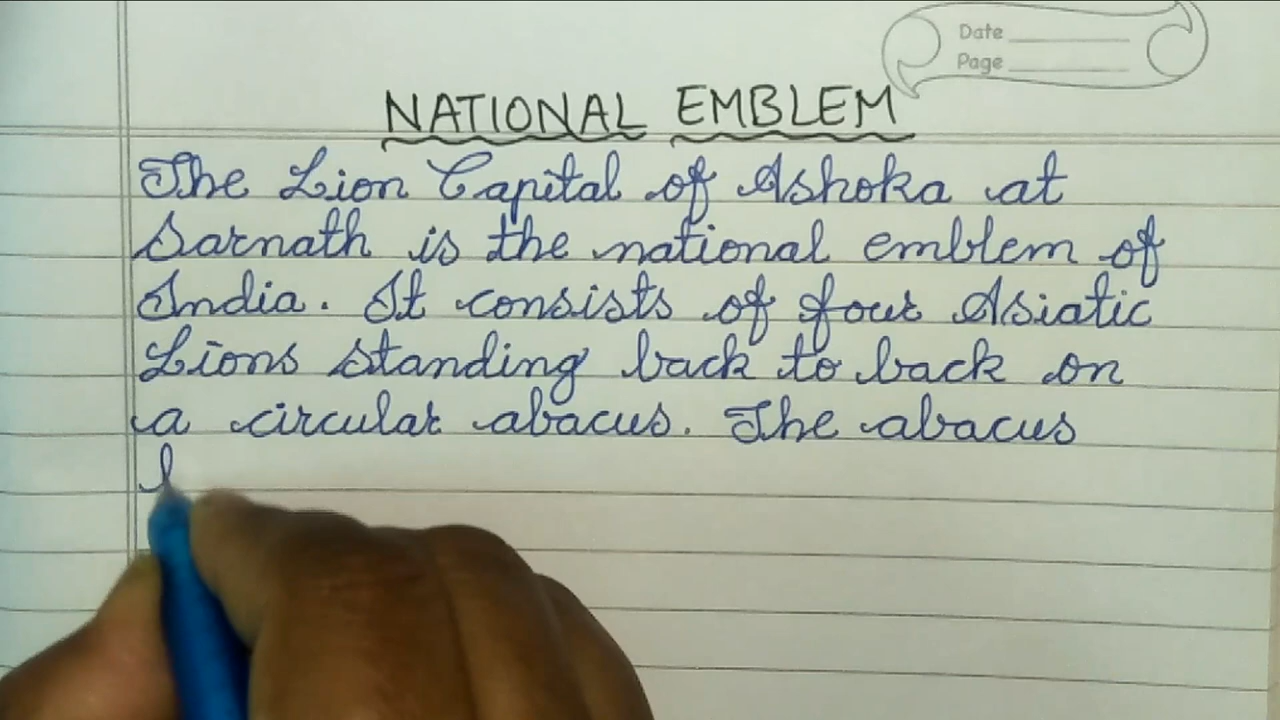 Date
Page
NATIONAL EMBLEM
The Lion Capital of Ashoka at
Sarnath is the national emblem of
India. It consists of four Asiatic
Lions standing back to back on
a circular abacus. The abacus